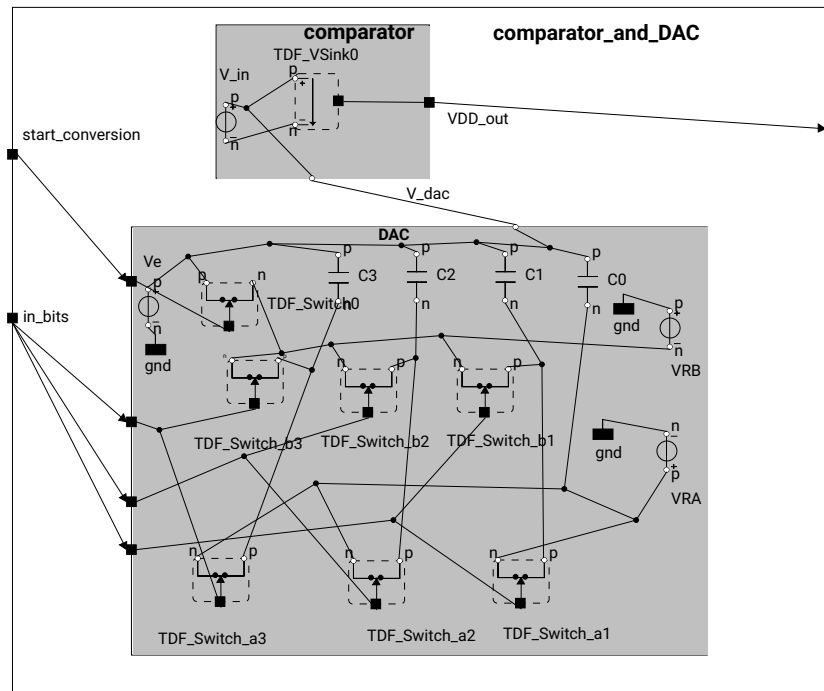 comparator comparator_and_DAC
TDF_VSink0
V_in
p
p
+
+
n
n
VDD_out
start_conversion
V_dac
DAC
Ve
p
p
n
p
p
p
p
C3
C2
C1
C0
TDF_Switch0
n
n
n
n
n
gnd
gnd
p
+
n
VRB
in_bits
n
p
n
p
TDF_Switch_b3
TDF_Switch_b2
TDF_Switch_b1
gnd
n
p
+
VRA
n
p
n
p
n
p
TDF_Switch_a3
TDF_Switch_a2
TDF_Switch_a1